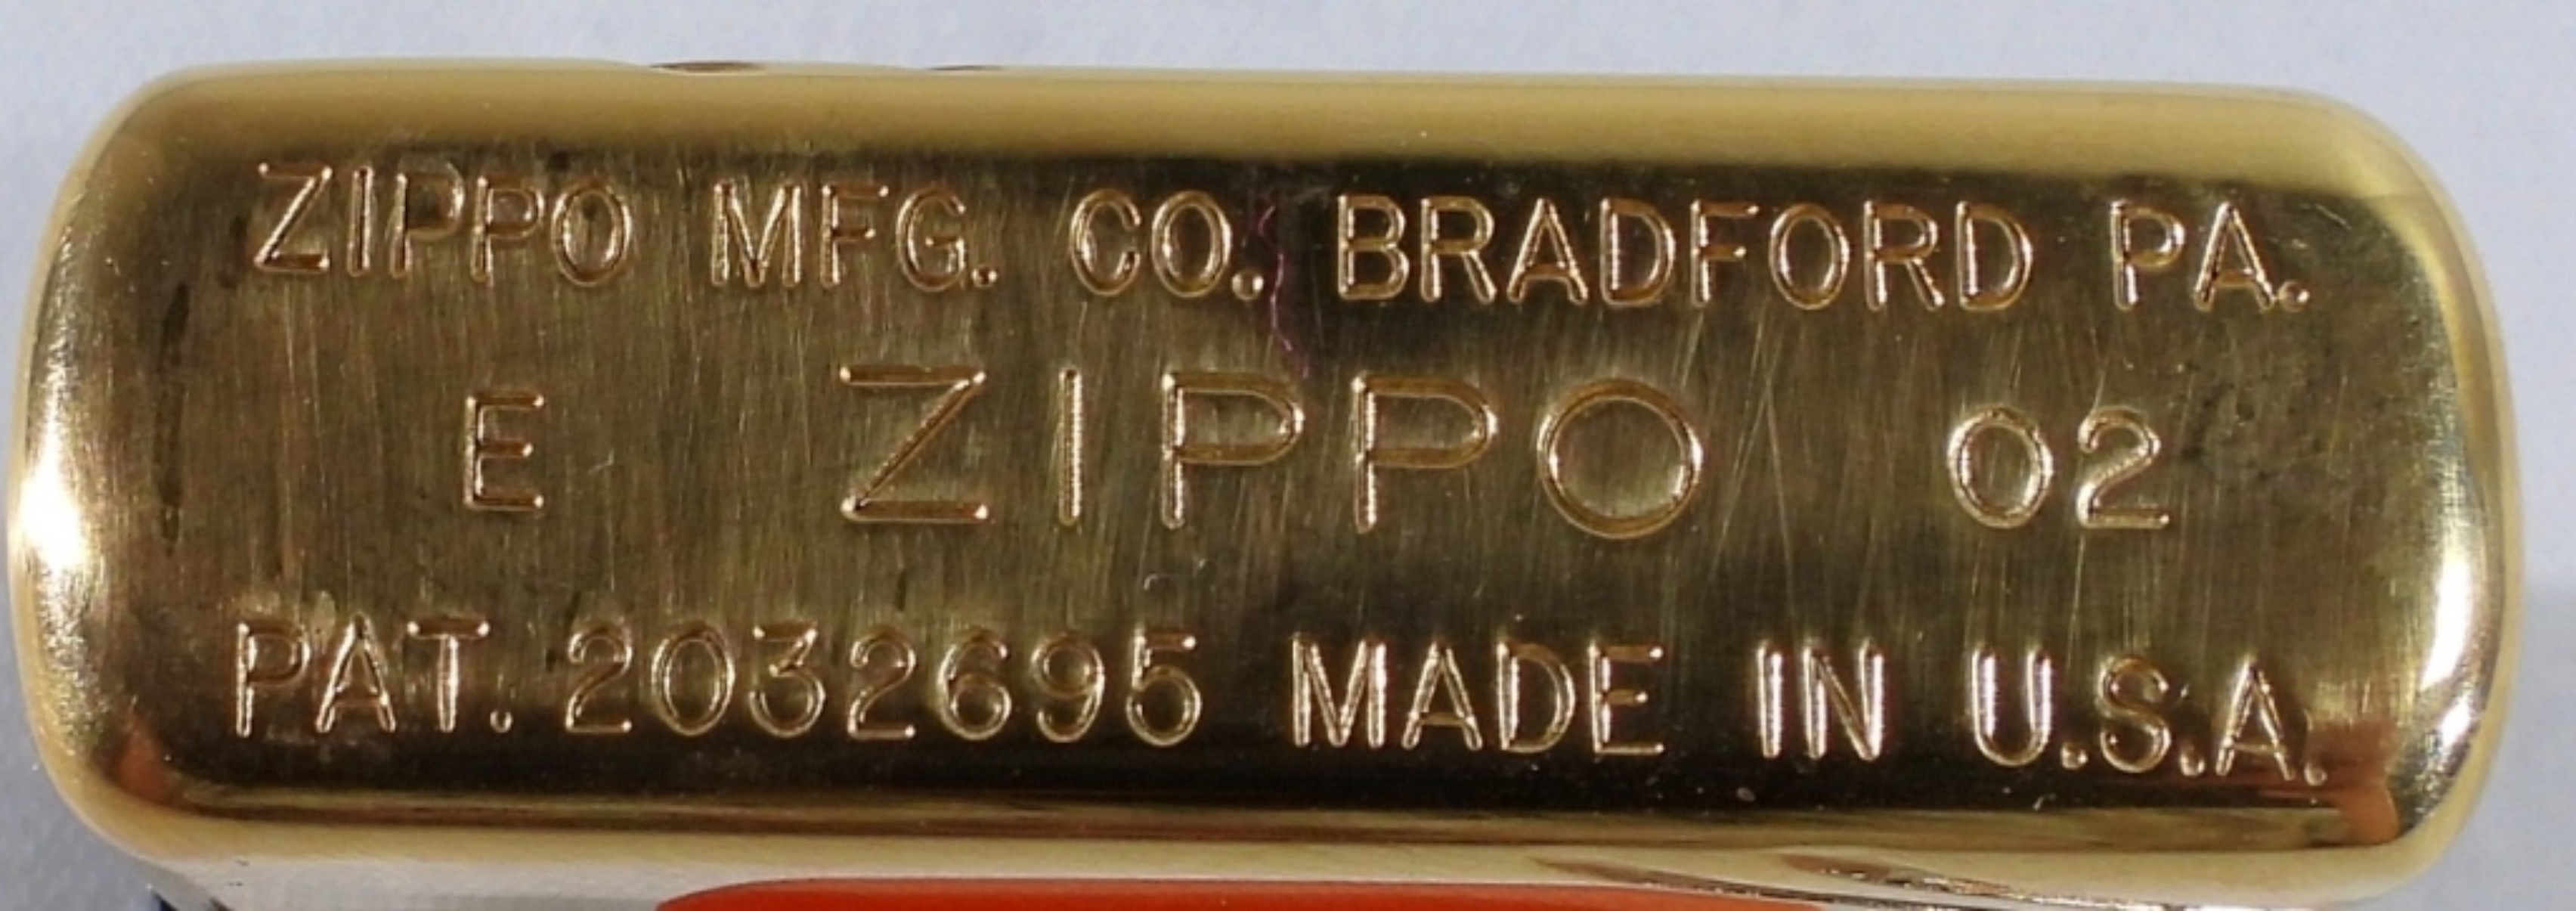 ZIPPO MFG. CO. BRADFORD PA.
E ZIPPO 02
PAT. 2032695 MADE IN U.S.A.